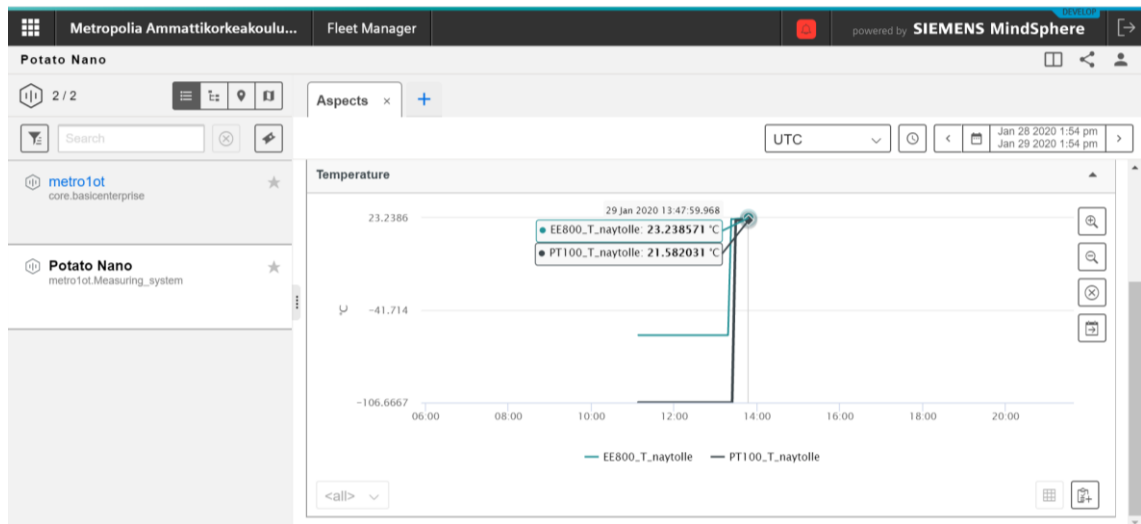 DEVELOP
Metropolia Ammattikorkeakoulu... Fleet Manager powered by SIEMENS MindSphere
Potato Nano
2 / 2
Aspects × +
Search
UTC
Jan 28 2020 1:54 pm
Jan 29 2020 1:54 pm
metro1ot
core.basicenterprise
Potato Nano
metro1ot.Measuring_system
Temperature
29 Jan 2020 13:47:59.968
EE800_T_naytolle: 23.238571 °C
PT100_T_naytolle: 21.582031 °C
23.2386
°C
-41.714
-106.6667
06:00 08:00 10:00 12:00 14:00 16:00 18:00 20:00
EE800_T_naytolle PT100_T_naytolle
<all>